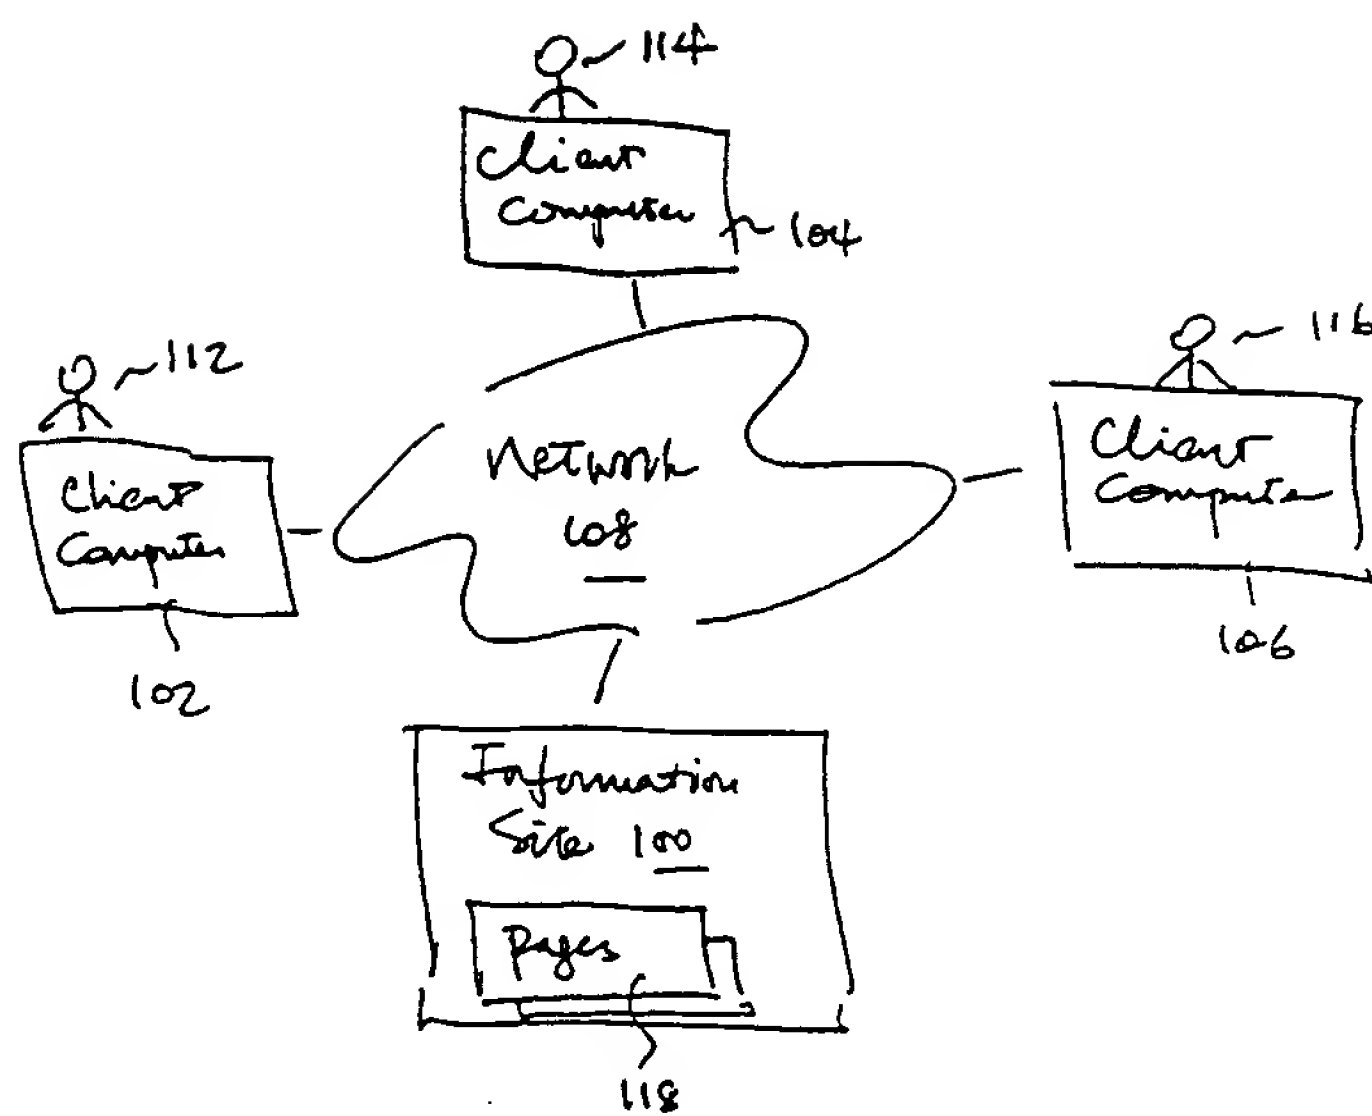 114
Client
Computer
104
112
Client
Computer
102
Network
108
116
Client
Computer
106
Information
Site 100
Pages
118